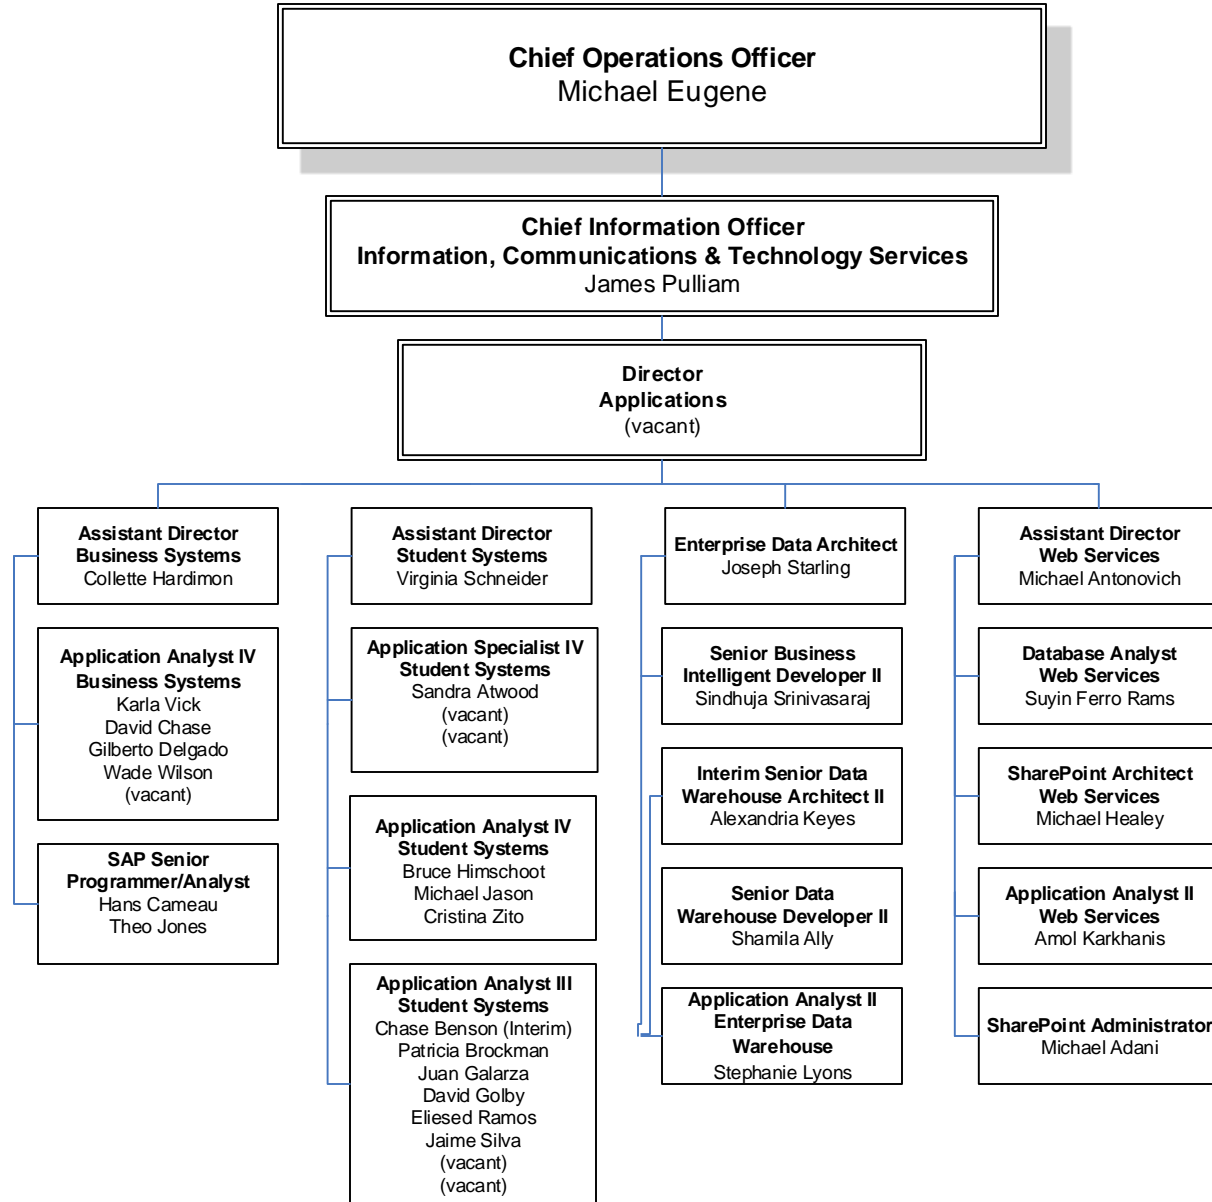 Chief Operations Officer
Michael Eugene
Chief Information Officer
Information, Communications & Technology Services
James Pulliam
Director
Applications
(vacant)
Assistant Director
Business Systems
Collette Hardimon
Application Analyst IV
Business Systems
Karla Vick
David Chase
Gilberto Delgado
Wade Wilson
(vacant)
SAP Senior
Programmer/Analyst
Hans Cameau
Theo Jones
Assistant Director
Student Systems
Virginia Schneider
Application Specialist IV
Student Systems
Sandra Atwood
(vacant)
(vacant)
Application Analyst IV
Student Systems
Bruce Himschoot
Michael Jason
Cristina Zito
Application Analyst III
Student Systems
Chase Benson (Interim)
Patricia Brockman
Juan Galarza
David Golby
Eliesed Ramos
Jaime Silva
(vacant)
(vacant)
Enterprise Data Architect
Joseph Starling
Senior Business
Intelligent Developer II
Sindhuja Srinivasaraj
Interim Senior Data
Warehouse Architect II
Alexandria Keyes
Senior Data
Warehouse Developer II
Shamila Ally
Application Analyst II
Enterprise Data
Warehouse
Stephanie Lyons
Assistant Director
Web Services
Michael Antonovich
Database Analyst
Web Services
Suyin Ferro Rams
SharePoint Architect
Web Services
Michael Healey
Application Analyst II
Web Services
Amol Karkhanis
SharePoint Administrator
Michael Adani